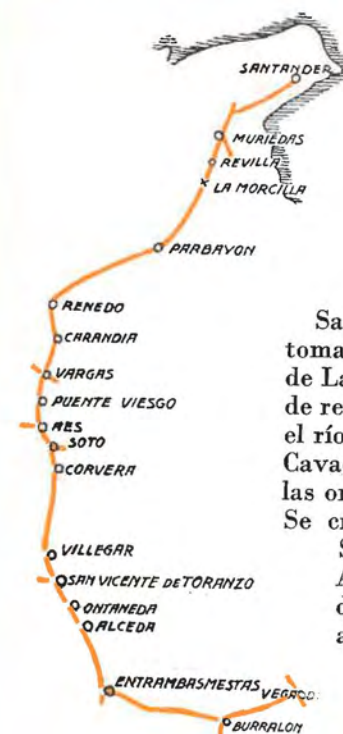 SANTANDER
MURIEDAS
REVILLA
LA MORCILLA
PARBAYON
RENEDO
CARANDIA
VARGAS
PUENTE VIESGO
AES
SOTO
CORVERA
VILLEGAR
SAN VICENTE DE TORANZO
ONTANEDA
ALCEDA
ENTRAMBASMESTAS
BURRALON
Sa
toma
de La
de re
el río
Cava
las or
Se cr
S
A
d
a